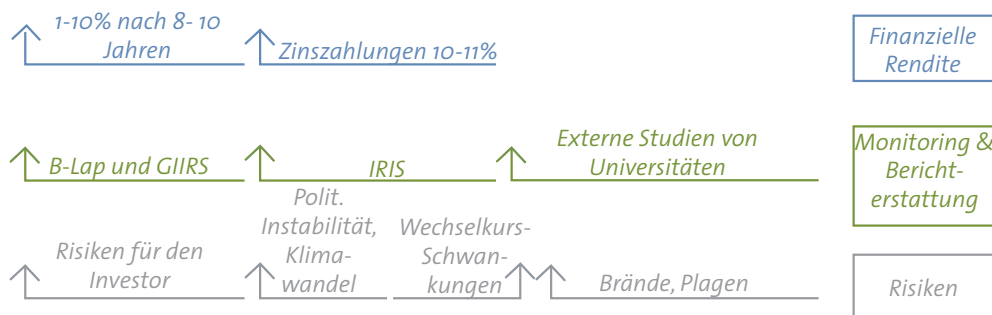 1-10% nach 8- 10
Jahren
Zinszahlungen 10-11%
Finanzielle
Rendite
B-Lap und GIIRS
IRIS
Externe Studien von
Universitäten
Monitoring &
Bericht-
erstattung
Risiken für den
Investor
Polit.
Instabilität,
Klima-
wandel
Wechselkurs-
Schwan-
kungen
Brände, Plagen
Risiken